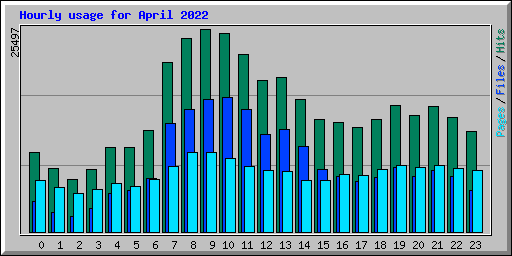 Hourly usage for April 2022
25497
Pages/Files/Hits
0 1 2 3 4 5 6 7 8 9 10 11 12 13 14 15 16 17 18 19 20 21 22 23